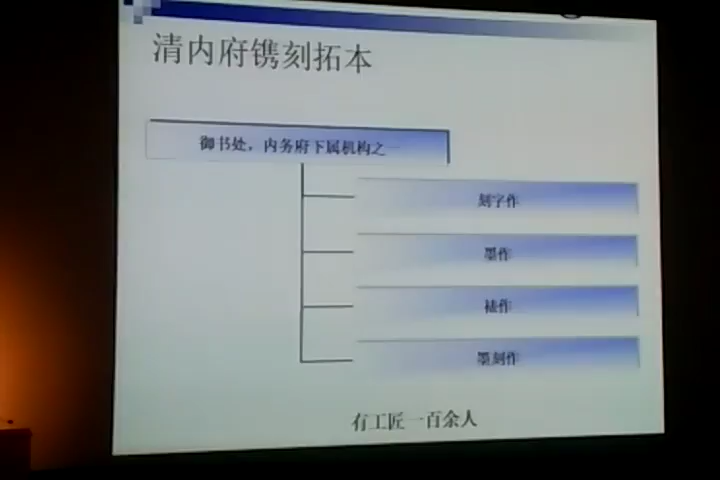 清内府镌刻拓本
御书处，内务府下属机构之一
刻字作
墨作
裱作
墨刻作
有工匠一百余人